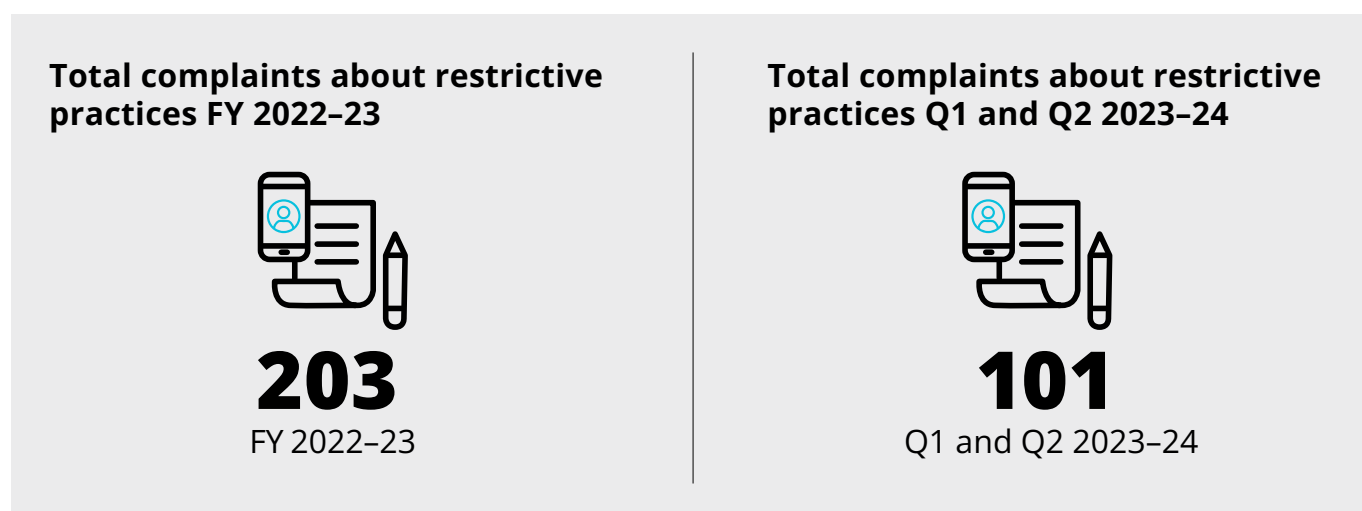 Total complaints about restrictive
practices FY 2022–23
203
FY 2022–23
Total complaints about restrictive
practices Q1 and Q2 2023–24
101
Q1 and Q2 2023–24